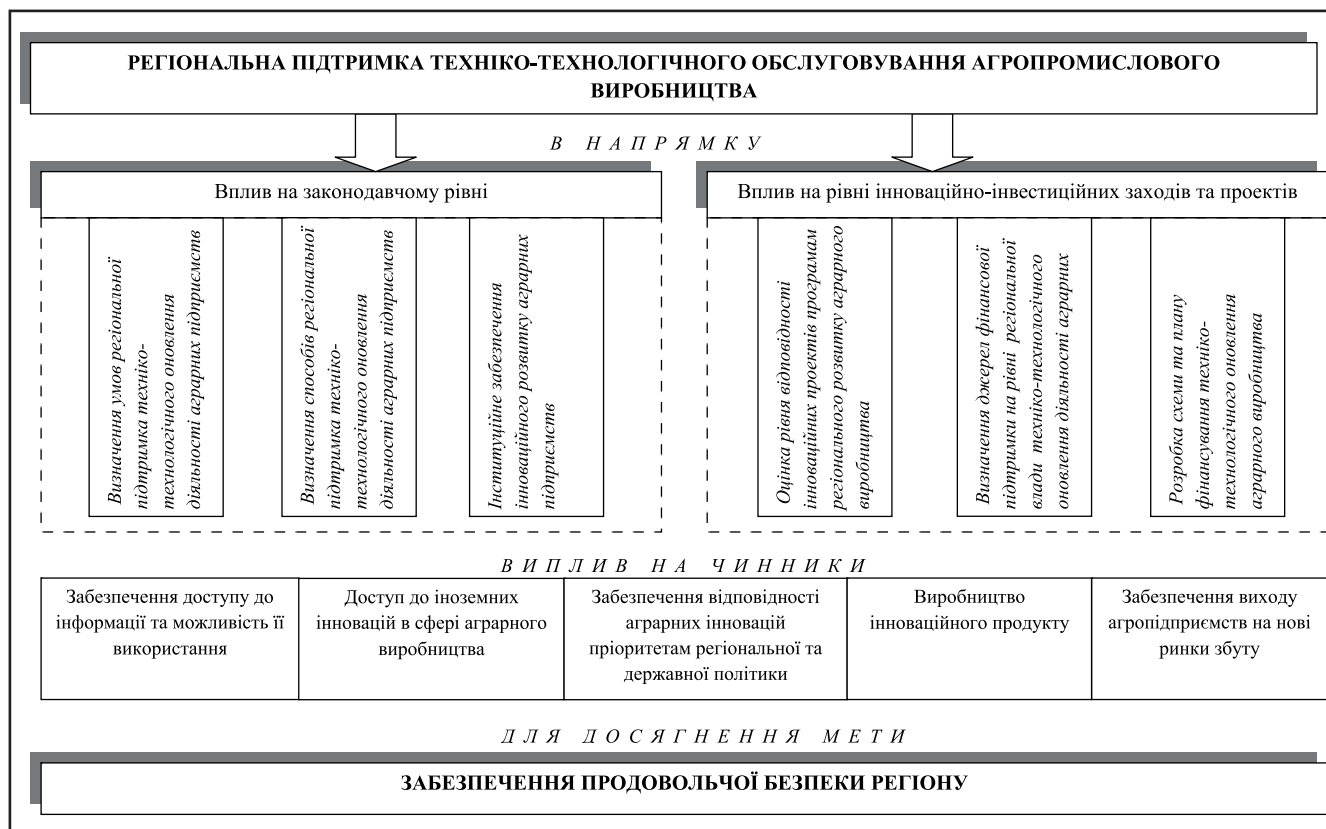 РЕГІОНАЛЬНА ПІДТРИМКА ТЕХНІКО-ТЕХНОЛОГІЧНОГО ОБСЛУГОВУВАННЯ АГРОПРОМИСЛОВОГО
ВИРОБНИЦТВА
В НАПРЯМКУ
Вплив на законодавчому рівні
Визначення умов регіональної
підтримка техніко-
технологічного оновлення
діяльності аграрних підприємств
Визначення способів регіональної
підтримка техніко-
технологічного оновлення
діяльності аграрних підприємств
Інституційне забезпечення
інноваційного розвитку аграрних
підприємств
Вплив на рівні інноваційно-інвестиційних заходів та проектів
Оцінка рівня відповідності
інноваційних проектів програмам
регіонального розвитку аграрного
виробництва
Визначення джерел фінансової
підтримки на рівні регіональної
влади техніко-технологічного
оновлення діяльності аграрних
Розробка схеми та плану
фінансування техніко-
технологічного оновлення
аграрного виробництва
ВИПЛИВ НА ЧИННИКИ
Забезпечення доступу до
інформації та можливість її
використання
Доступ до іноземних
інновацій в сфері аграрного
виробництва
Забезпечення відповідності
аграрних інновацій
пріоритетам регіональної та
державної політики
Виробництво
інноваційного продукту
Забезпечення виходу
агропідприємств на нові
ринки збуту
ДЛЯ ДОСЯГНЕННЯ МЕТИ
ЗАБЕЗПЕЧЕННЯ ПРОДОВОЛЬЧОЇ БЕЗПЕКИ РЕГІОНУ